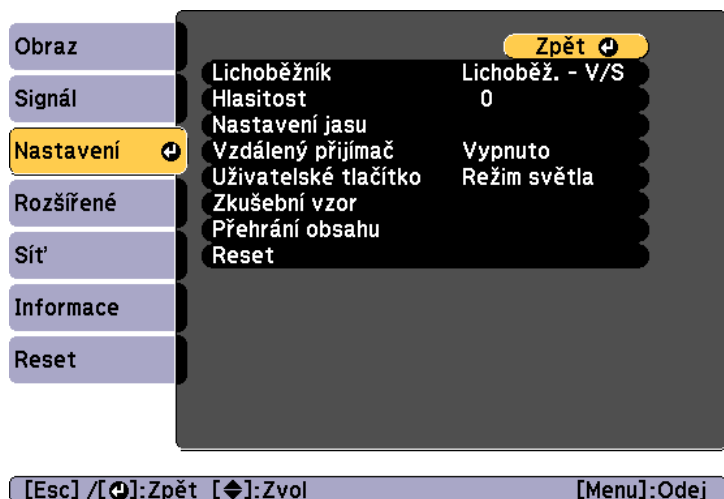 Obraz
Signál
Nastavení
Rozšířené
Síť
Informace
Reset
Zpět
Lichoběžník Lichoběž. - V/S
Hlasitost 0
Nastavení jasu
Vzdálený přijímač Vypnuto
Uživatelské tlačítko Režim světla
Zkušební vzor
Přehrání obsahu
Reset
[Esc] /[]:Zpět []:Zvol [Menu]:Odej